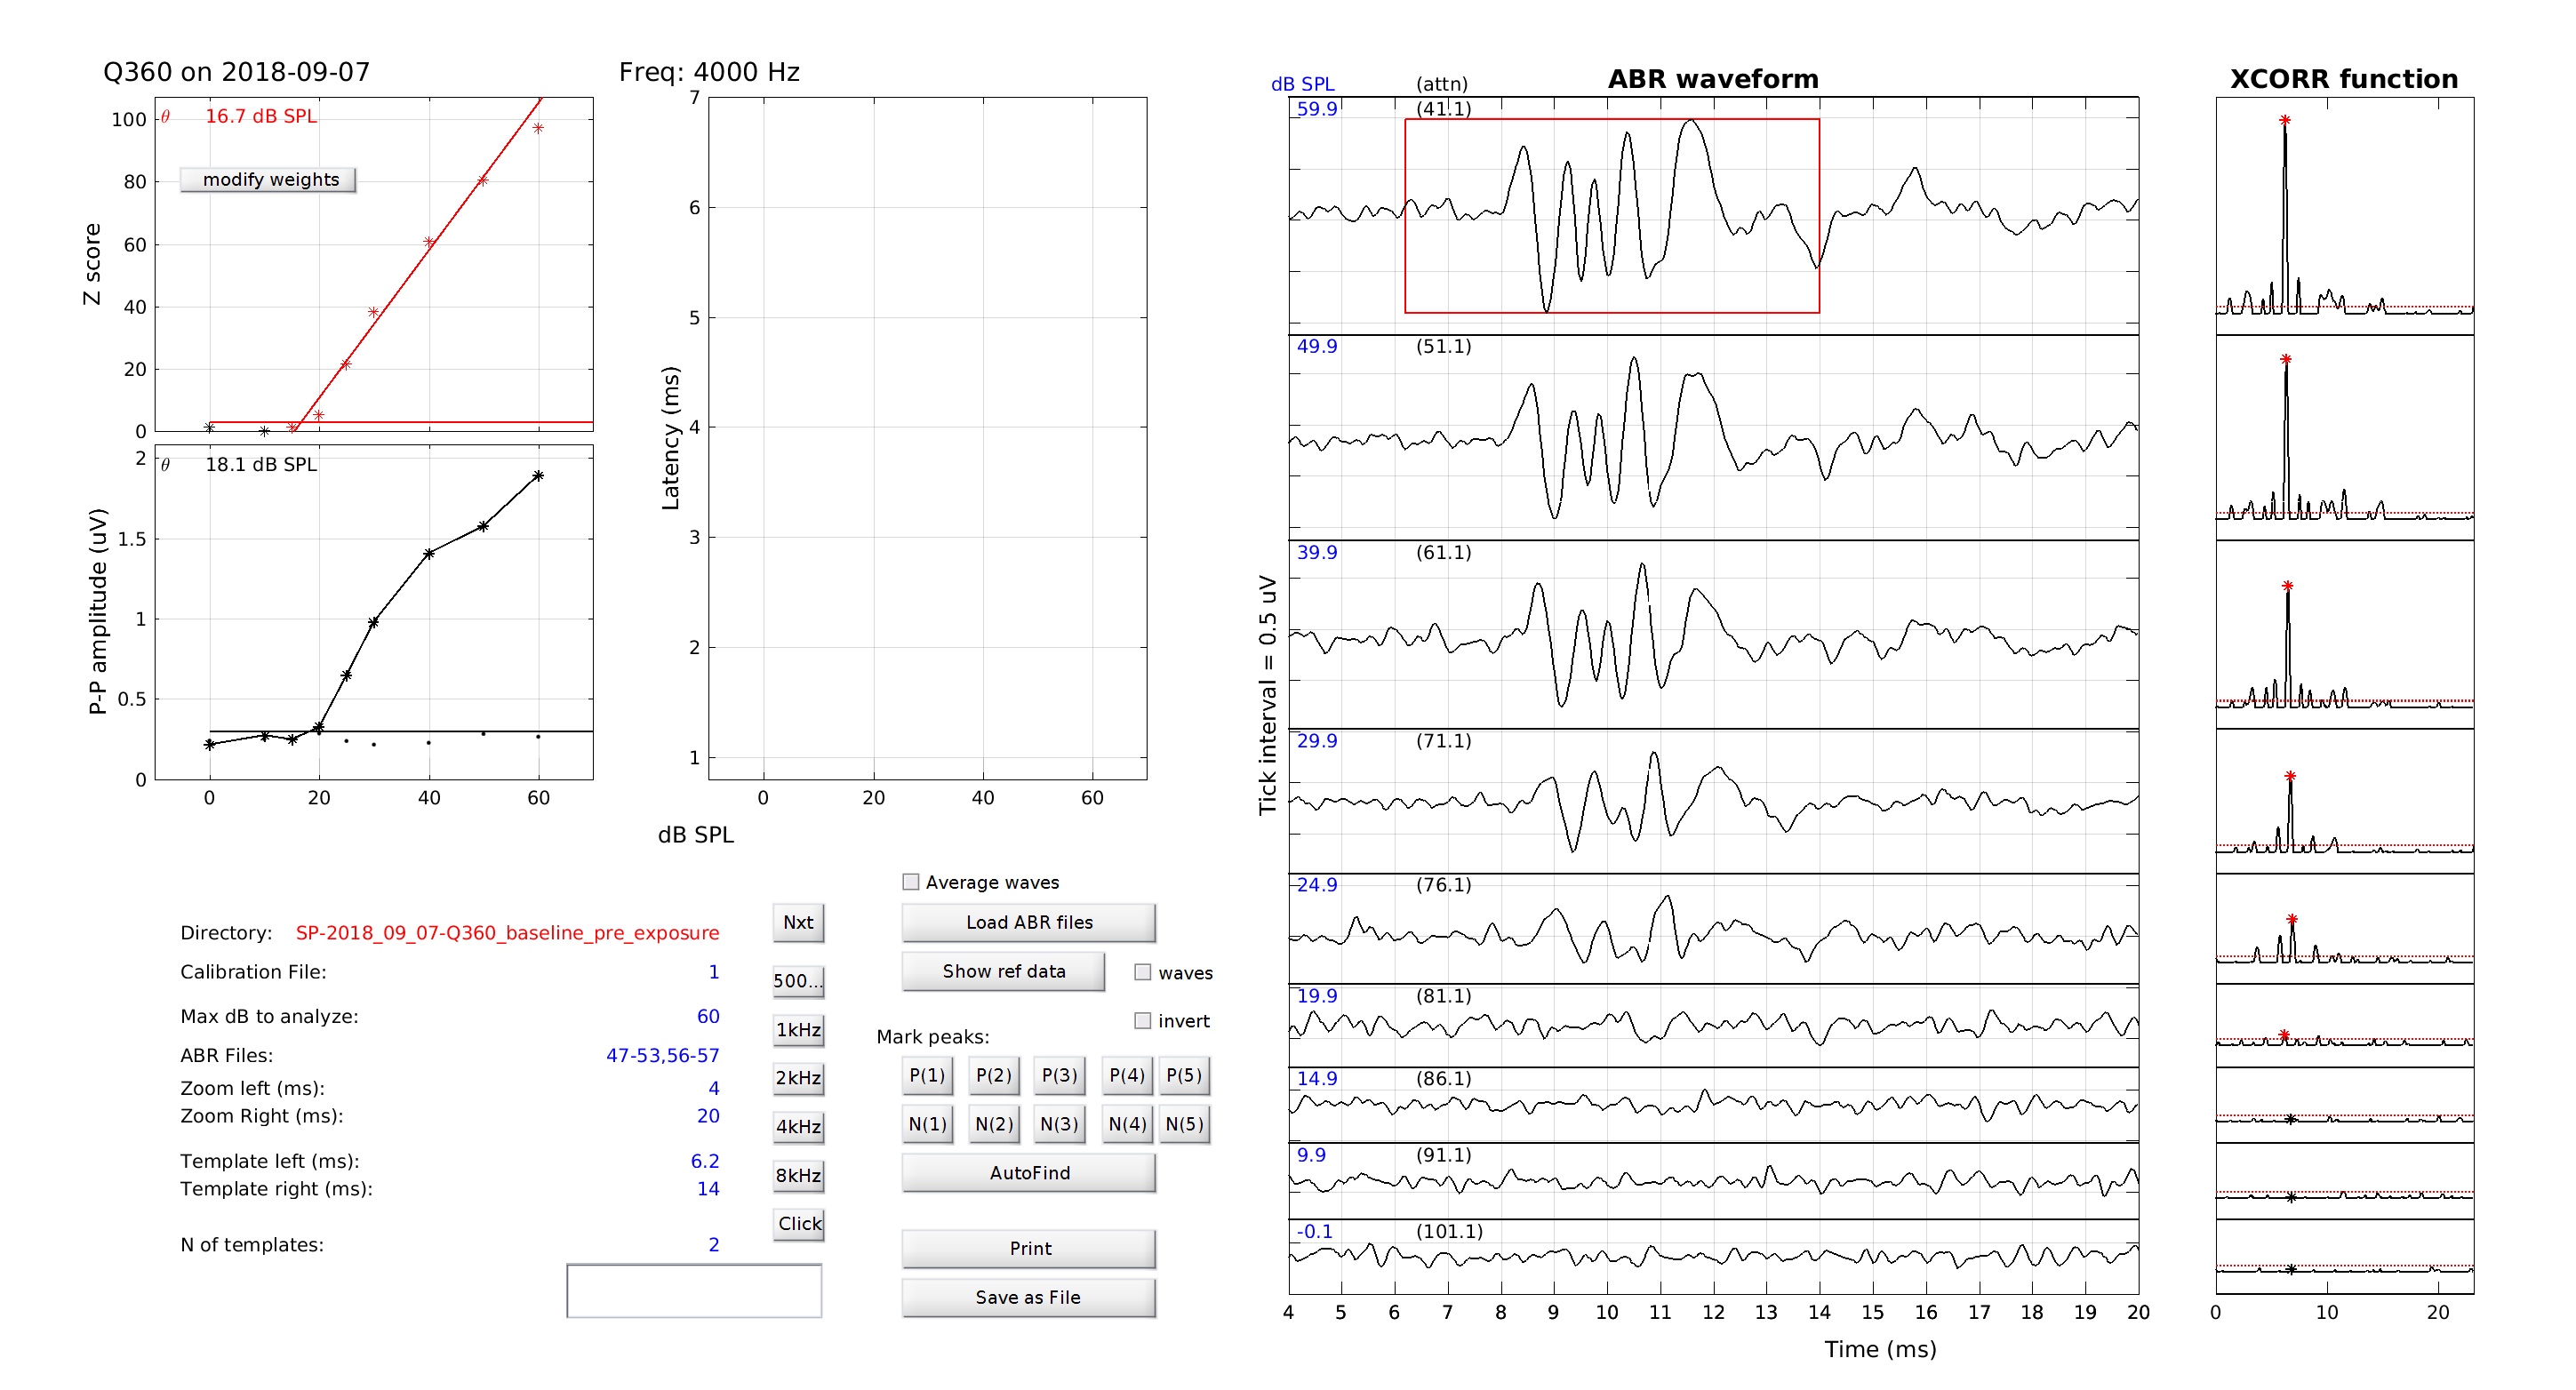 Q360 on 2018-09-07
Freq: 4000 Hz
θ 16.7 dB SPL
modify weights
Z score
100
80
60
40
20
0
θ 18.1 dB SPL
P-P amplitude (uV)
2
1.5
1
0.5
0
0 20 40 60
Latency (ms)
7
6
5
4
3
2
1
0 20 40 60
dB SPL
Directory: SP-2018_09_07-Q360_baseline_pre_exposure
Calibration File: 1
Max dB to analyze: 60
ABR Files: 47-53,56-57
Zoom left (ms): 4
Zoom Right (ms): 20
Template left (ms): 6.2
Template right (ms): 14
N of templates: 2
Nxt
500...
1kHz
2kHz
4kHz
8kHz
Click
Average waves
Load ABR files
Show ref data
waves
invert
Mark peaks:
P(1) P(2) P(3) P(4) P(5)
N(1) N(2) N(3) N(4) N(5)
AutoFind
Print
Save as File
dB SPL (attn) ABR waveform
59.9 (41.1)
49.9 (51.1)
39.9 (61.1)
29.9 (71.1)
24.9 (76.1)
19.9 (81.1)
14.9 (86.1)
9.9 (91.1)
-0.1 (101.1)
Tick interval = 0.5 uV
4 5 6 7 8 9 10 11 12 13 14 15 16 17 18 19 20
Time (ms)
XCORR function
0 10 20